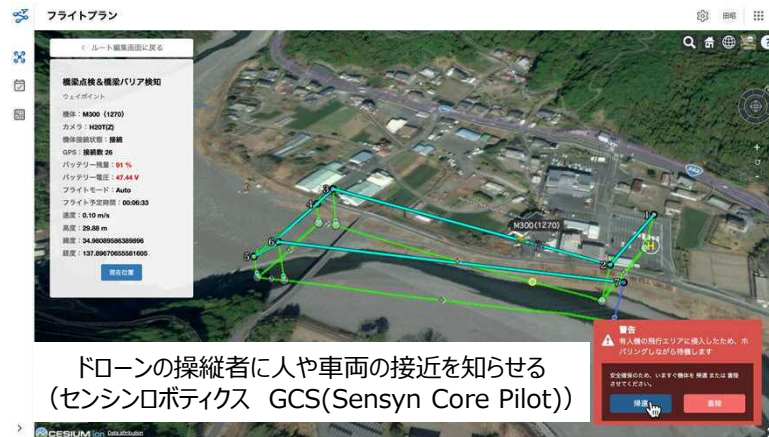 フライトプラン
ルート編集画面に戻る
橋梁点検&橋梁バリア検知
ウェイポイント
機体：M300（1270）
カメラ：H20T(Z)
機体接続状態：接続
GPS：接続数 26
バッテリー残量：91 %
バッテリー電圧：47.44 V
フライトモード：Auto
フライト予定時間：00:06:33
速度：0.10 m/s
高度：29.88 m
緯度：34.98089586389896
経度：137.89670655581605
現在位置
3
4
6
5
M300(1270)
1
H
2
7
362
警告
有人機の飛行エリアに侵入したため、ホバリングしながら待機します
安全確保のため、いますぐ機体を 帰還 または 着陸
させてください。
帰還
着陸
ドローンの操縦者に人や車両の接近を知らせる
（センシンロボティクス　GCS(Sensyn Core Pilot)）
CESIUM ion Data attribution